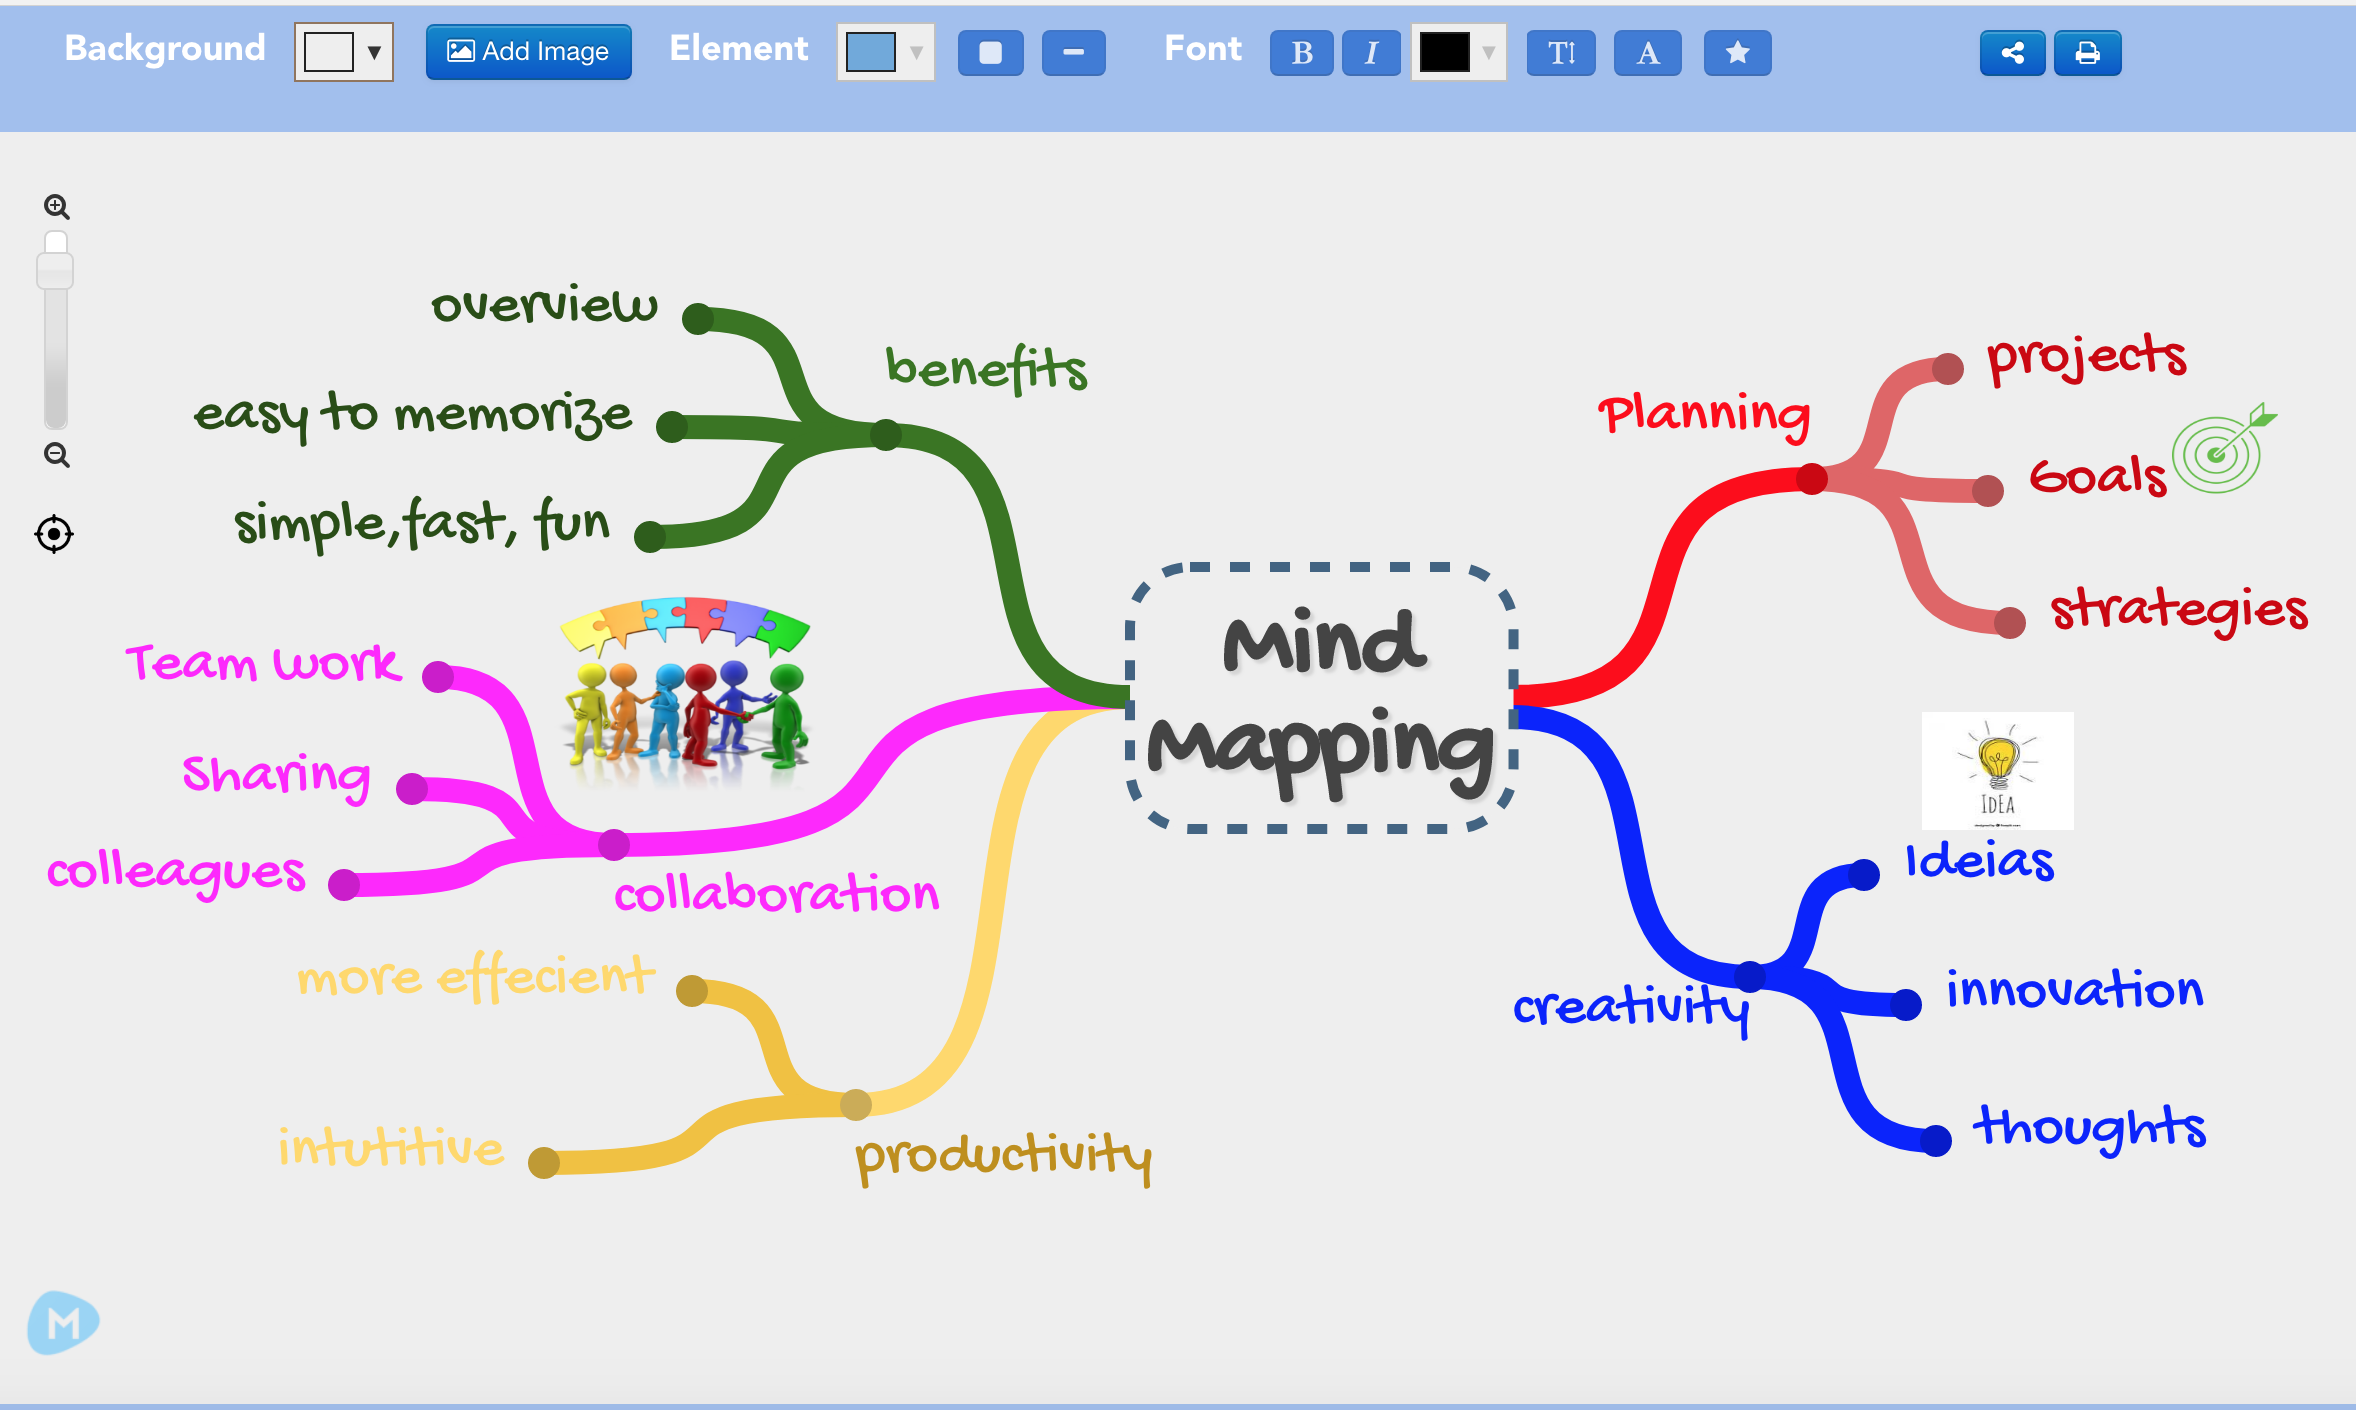 Background
Add Image
Element
Font
B
I
T
A
overview
benefits
easy to memorize
simple,fast, fun
Team work
Sharing
colleagues
collaboration
more effecient
intutitive
productivity
Mind
Mapping
Planning
projects
Goals
strategies
IDEA
Ideias
creativity
innovation
thoughts
M